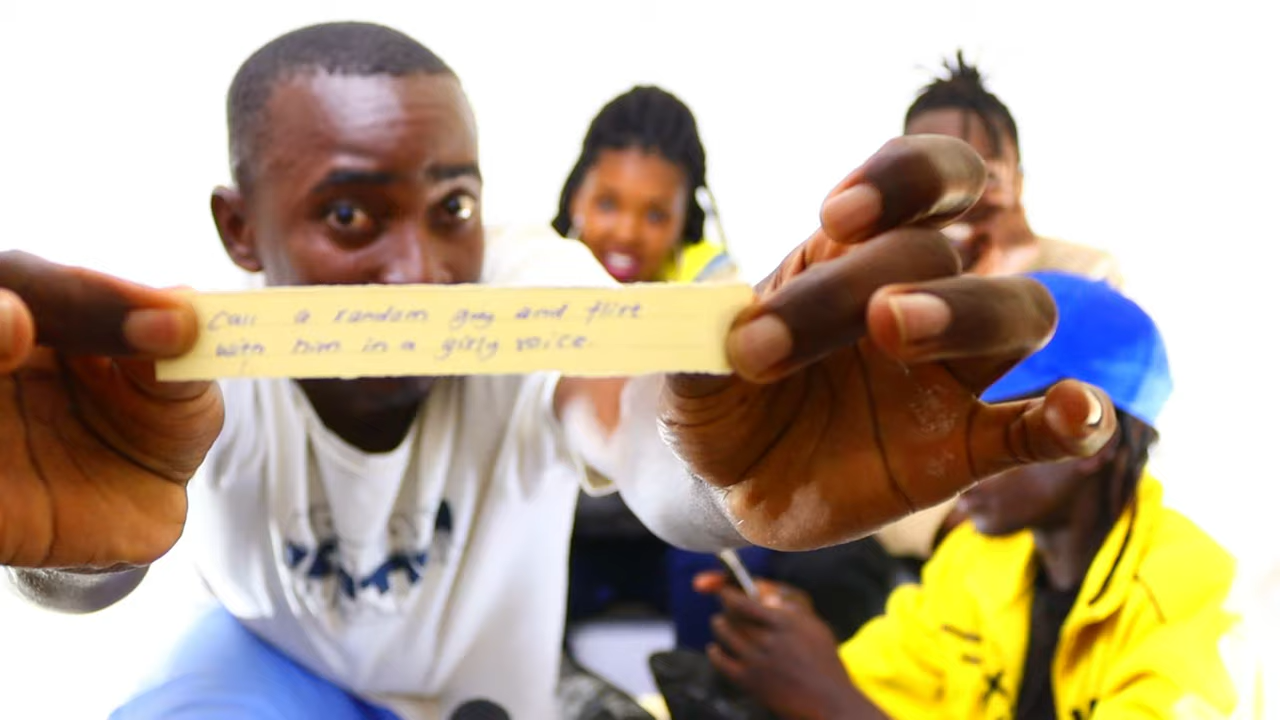 Call a random guy and flirt
with him in a girly voice.